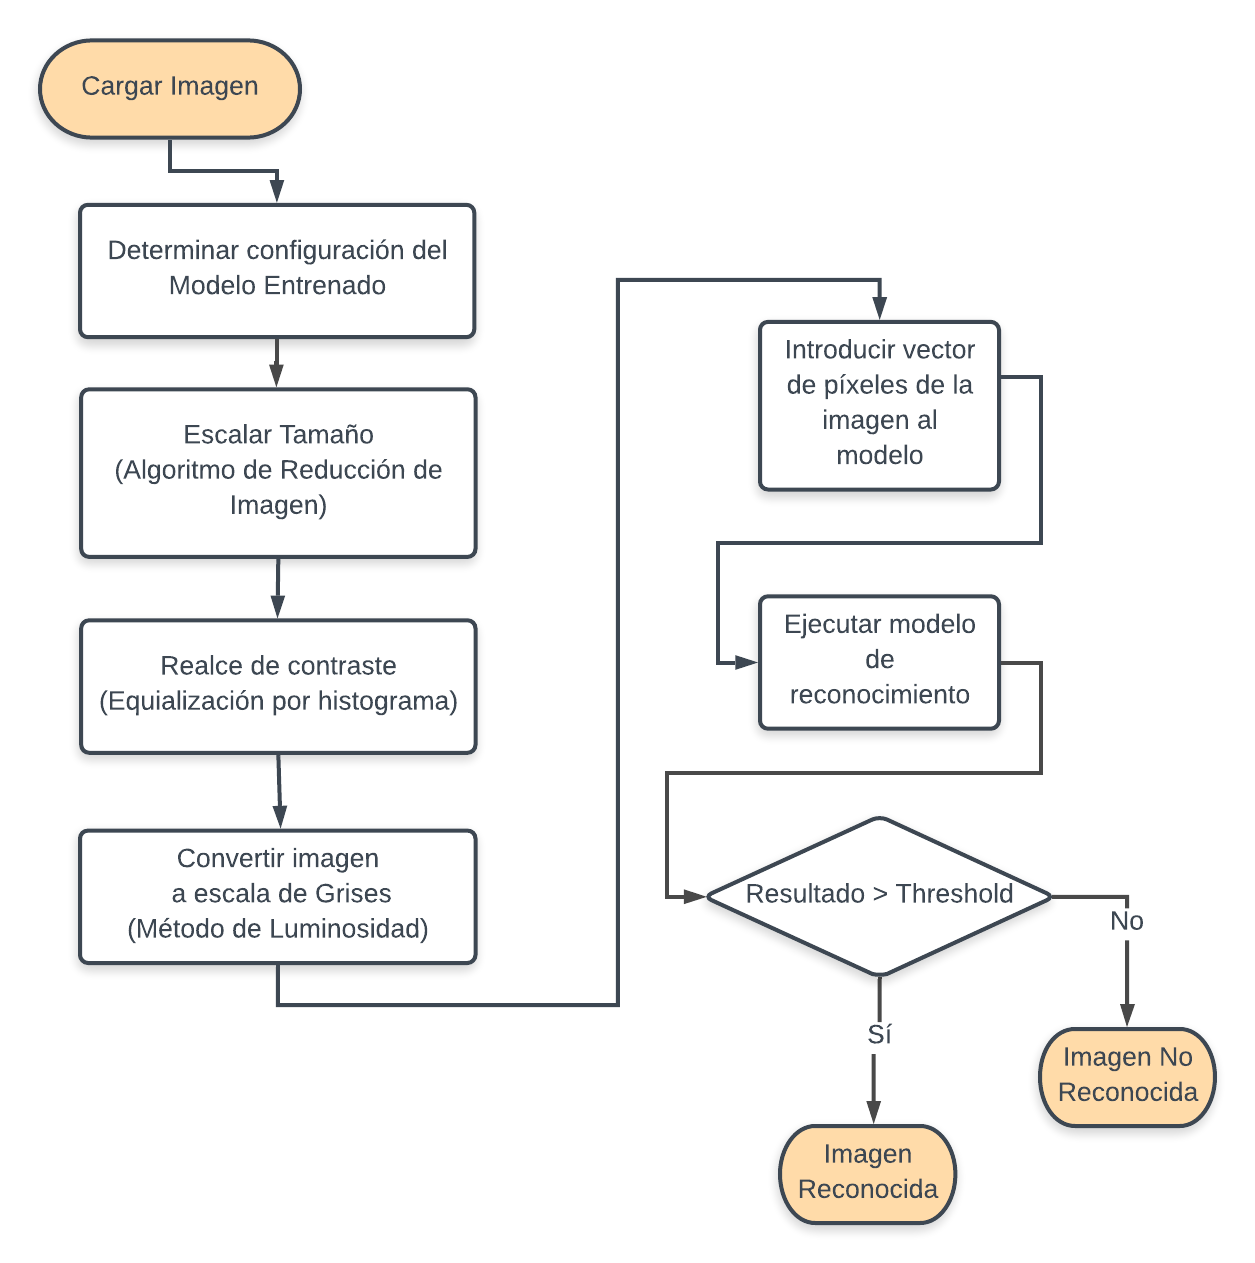 Cargar Imagen
Determinar configuración del
Modelo Entrenado
Escalar Tamaño
(Algoritmo de Reducción de
Imagen)
Realce de contraste
(Equialización por histograma)
Convertir imagen
a escala de Grises
(Método de Luminosidad)
Introducir vector
de píxeles de la
imagen al
modelo
Ejecutar modelo
de
reconocimiento
Resultado > Threshold
No
Sí
Imagen No
Reconocida
Imagen
Reconocida